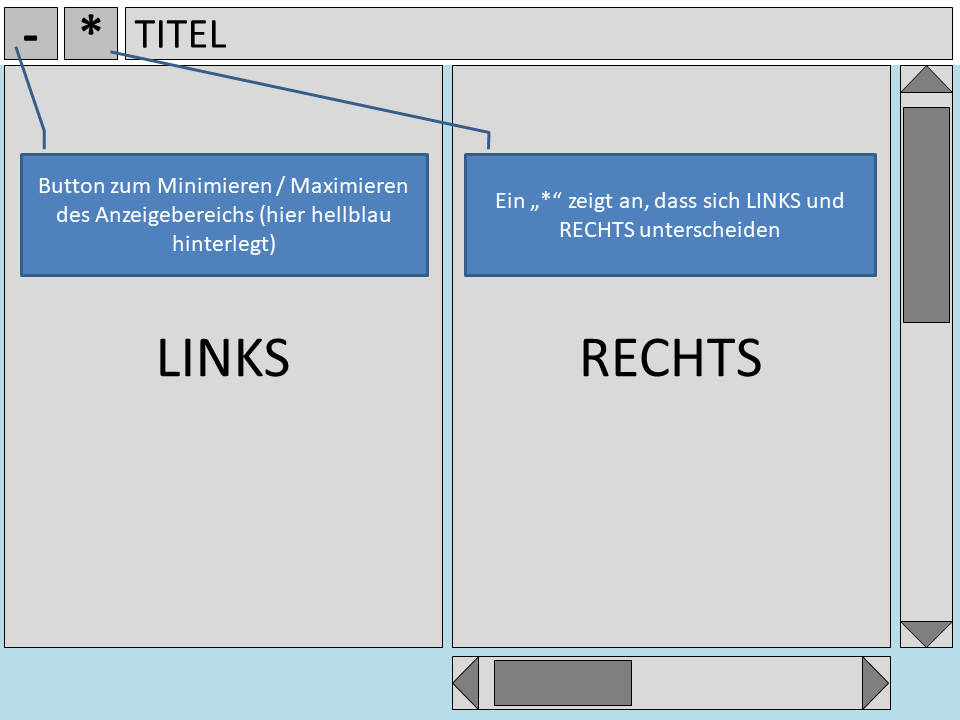 -
*
TITEL
Button zum Minimieren / Maximieren
des Anzeigebereichs (hier hellblau
hinterlegt)
Ein „*“ zeigt an, dass sich LINKS und
RECHTS unterscheiden
LINKS
RECHTS